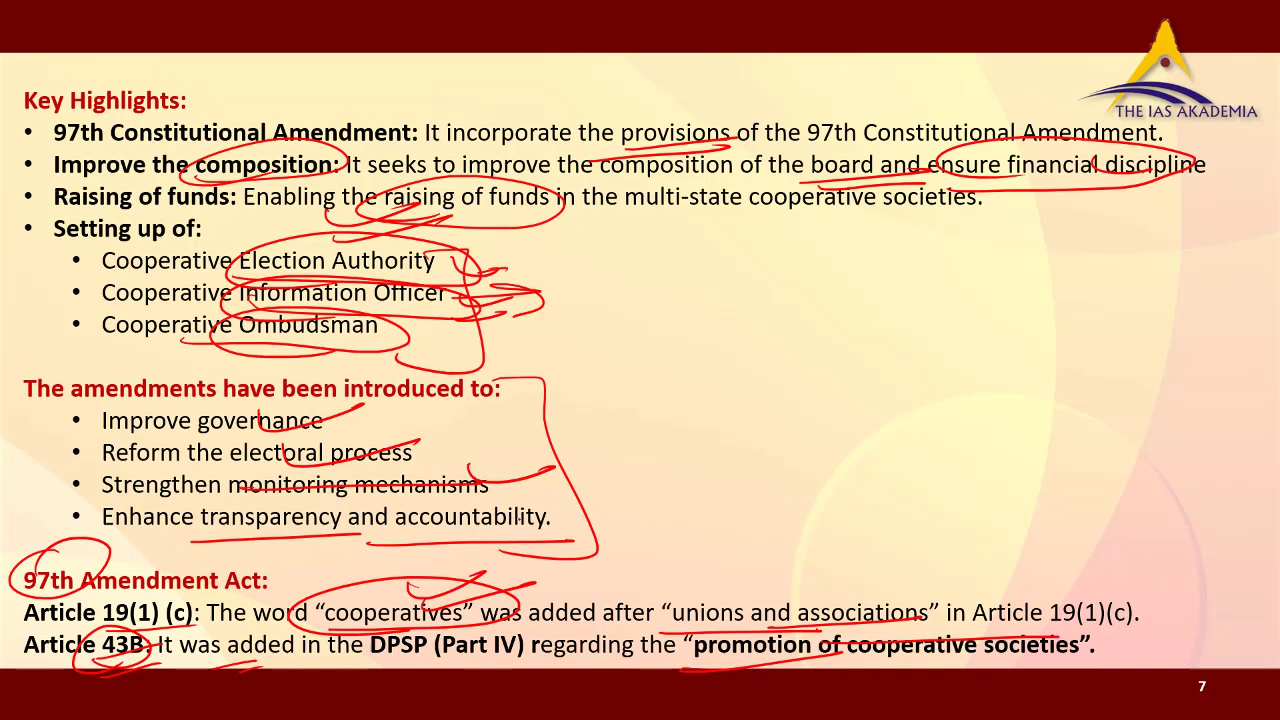 THE IAS AKADEMIA
Key Highlights:
• 97th Constitutional Amendment: It incorporate the provisions of the 97th Constitutional Amendment.
• Improve the composition: It seeks to improve the composition of the board and ensure financial discipline
• Raising of funds: Enabling the raising of funds in the multi-state cooperative societies.
• Setting up of:
• Cooperative Election Authority
• Cooperative Information Officer
• Cooperative Ombudsman
The amendments have been introduced to:
• Improve governance
• Reform the electoral process
• Strengthen monitoring mechanisms
• Enhance transparency and accountability.
97th Amendment Act:
Article 19(1) (c): The word “cooperatives” was added after “unions and associations” in Article 19(1)(c).
Article 43B: It was added in the DPSP (Part IV) regarding the “promotion of cooperative societies”.
7